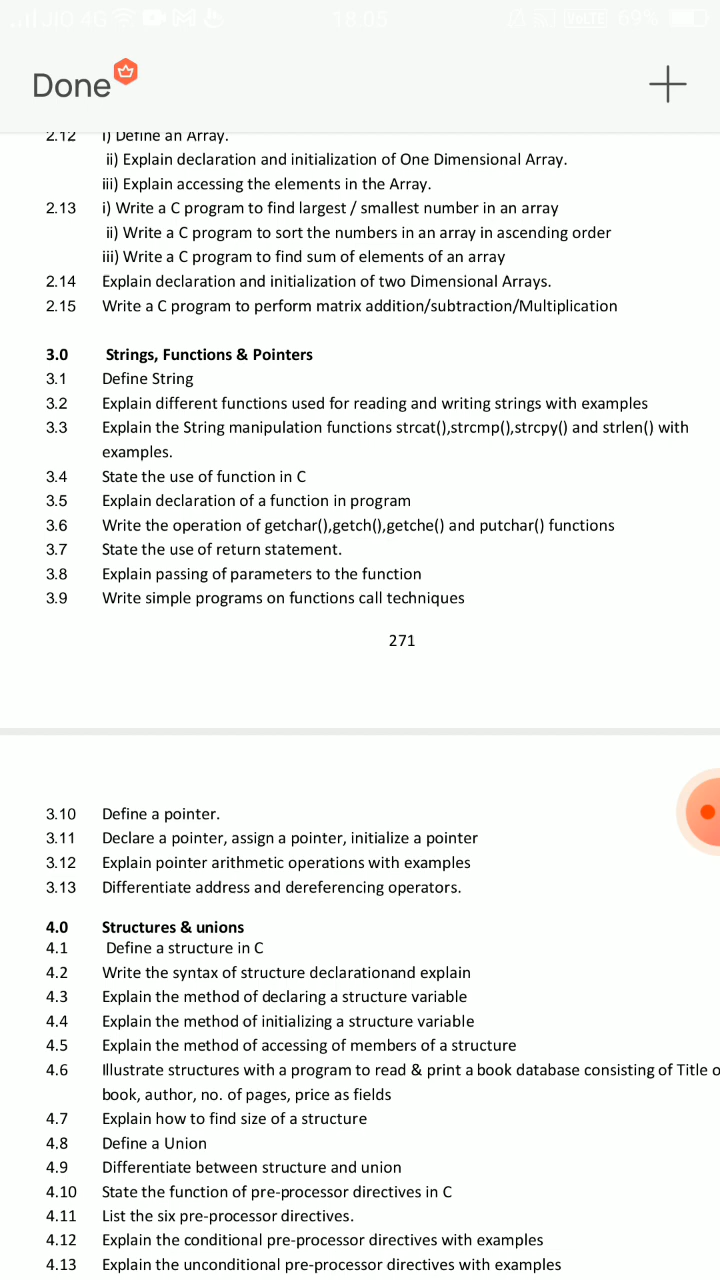 JIO 4G 18:05 VoLTE 69%
Done
2.12 i) Define an Array.
ii) Explain declaration and initialization of One Dimensional Array.
iii) Explain accessing the elements in the Array.
2.13 i) Write a C program to find largest / smallest number in an array
ii) Write a C program to sort the numbers in an array in ascending order
iii) Write a C program to find sum of elements of an array
2.14 Explain declaration and initialization of two Dimensional Arrays.
2.15 Write a C program to perform matrix addition/subtraction/Multiplication
3.0 Strings, Functions & Pointers
3.1 Define String
3.2 Explain different functions used for reading and writing strings with examples
3.3 Explain the String manipulation functions strcat(),strcmp(),strcpy() and strlen() with
examples.
3.4 State the use of function in C
3.5 Explain declaration of a function in program
3.6 Write the operation of getchar(),getch(),getche() and putchar() functions
3.7 State the use of return statement.
3.8 Explain passing of parameters to the function
3.9 Write simple programs on functions call techniques
271
3.10 Define a pointer.
3.11 Declare a pointer, assign a pointer, initialize a pointer
3.12 Explain pointer arithmetic operations with examples
3.13 Differentiate address and dereferencing operators.
4.0 Structures & unions
4.1 Define a structure in C
4.2 Write the syntax of structure declarationand explain
4.3 Explain the method of declaring a structure variable
4.4 Explain the method of initializing a structure variable
4.5 Explain the method of accessing of members of a structure
4.6 Illustrate structures with a program to read & print a book database consisting of Title o
book, author, no. of pages, price as fields
4.7 Explain how to find size of a structure
4.8 Define a Union
4.9 Differentiate between structure and union
4.10 State the function of pre-processor directives in C
4.11 List the six pre-processor directives.
4.12 Explain the conditional pre-processor directives with examples
4.13 Explain the unconditional pre-processor directives with examples